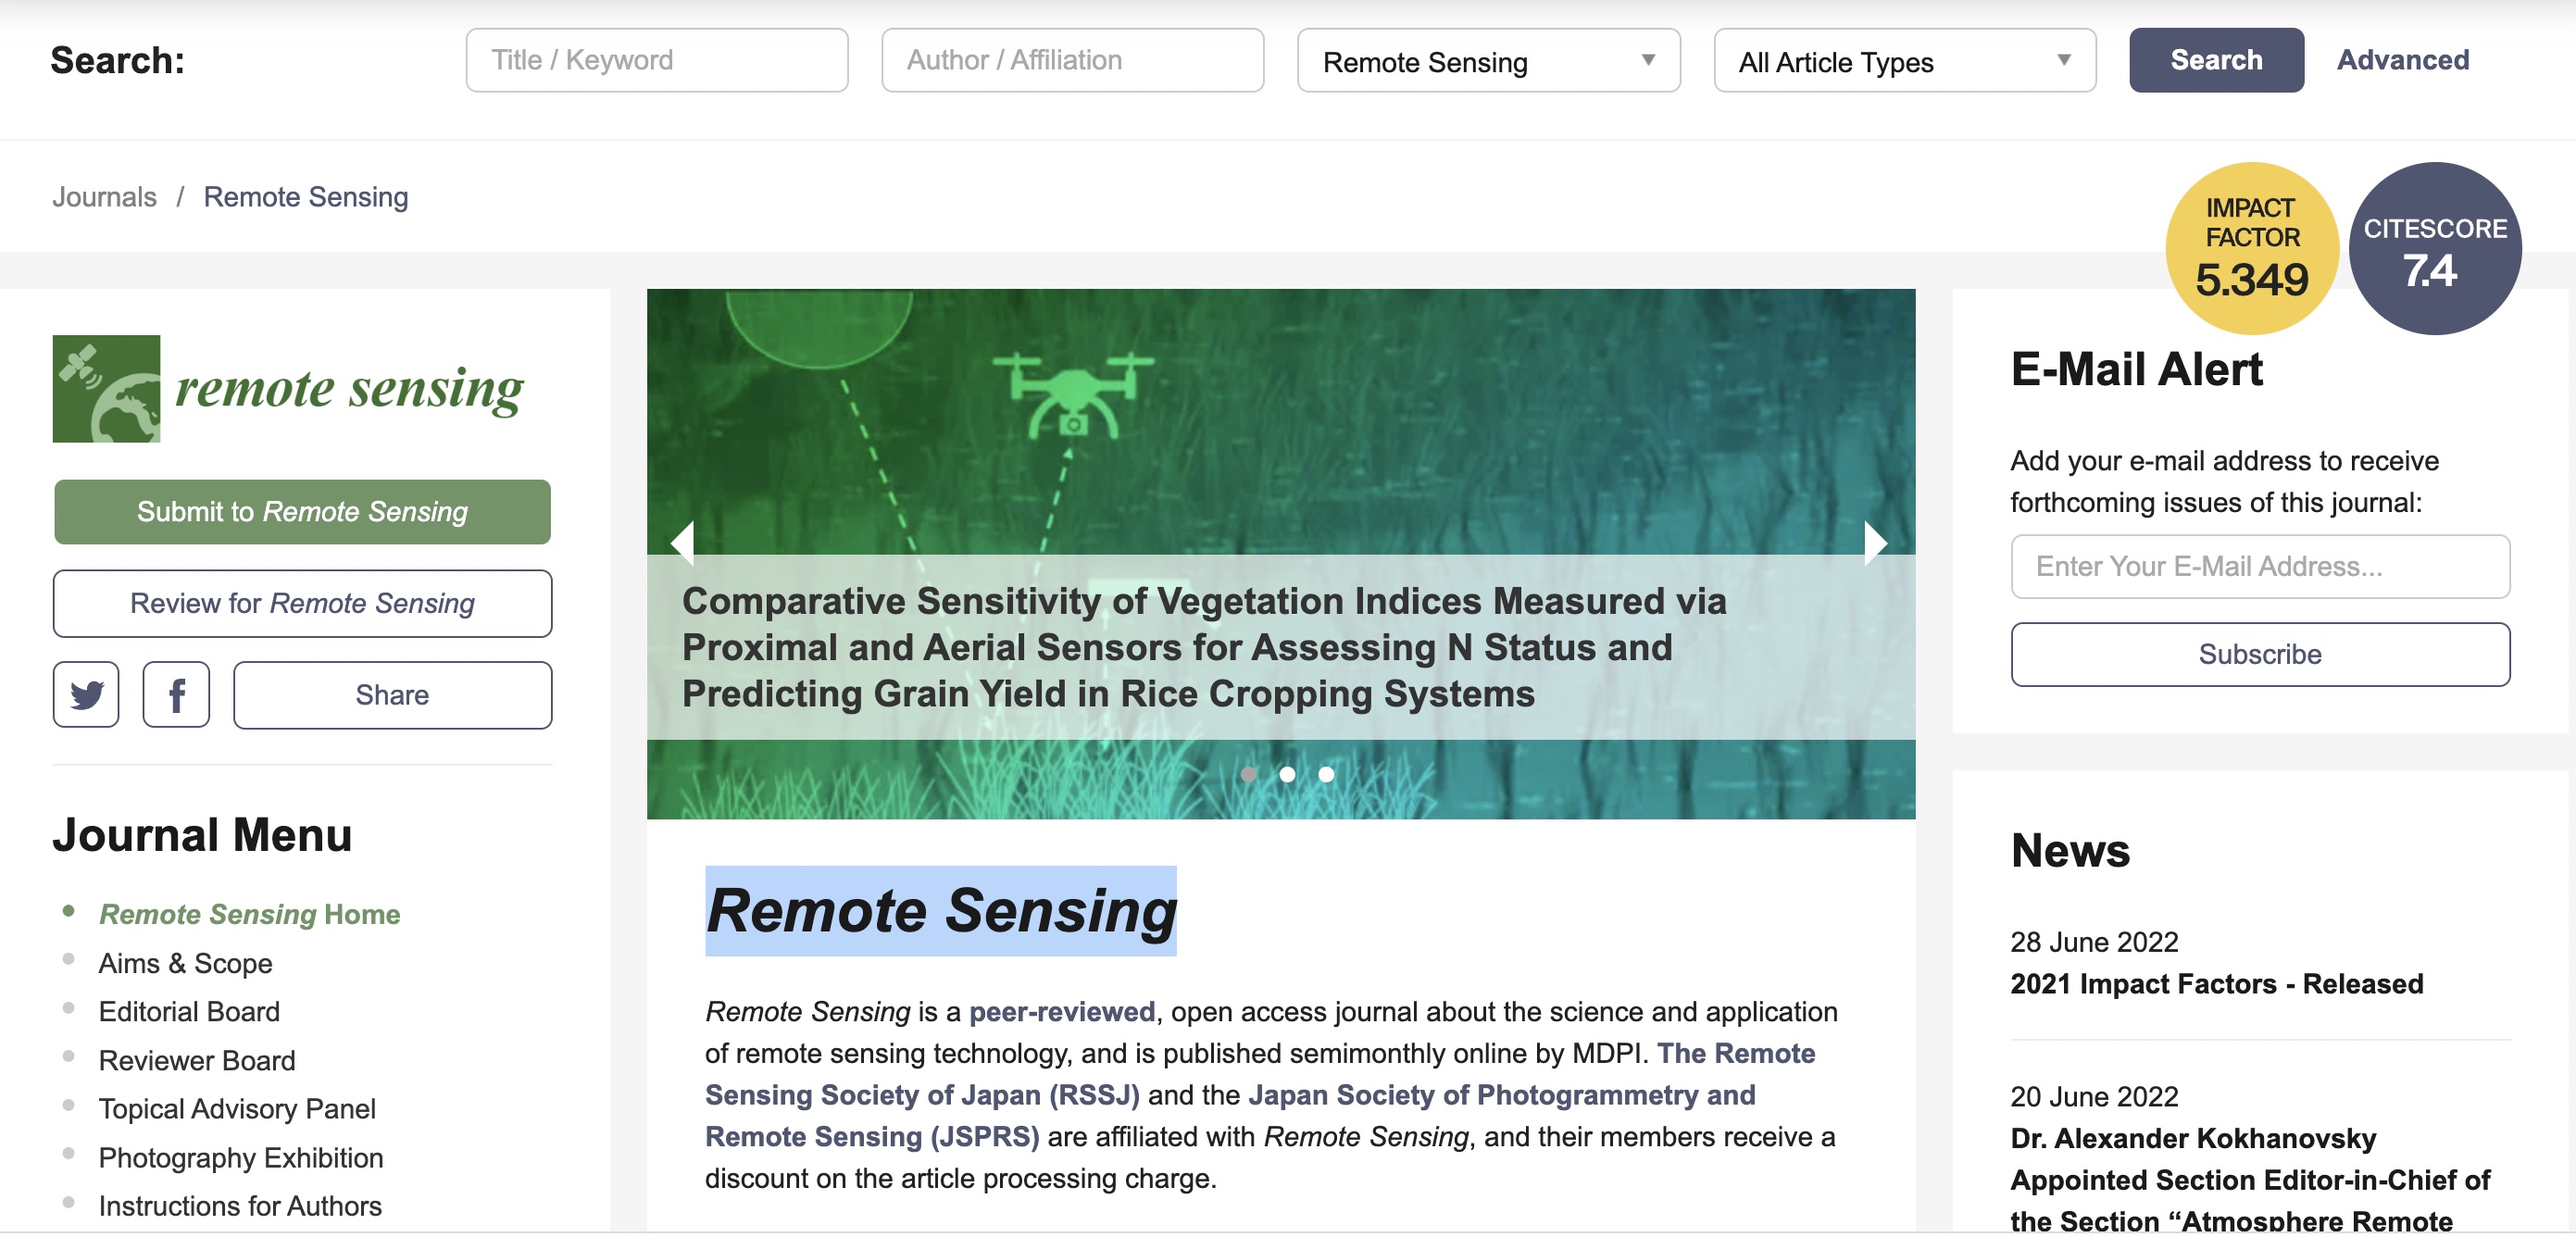 Search:
Title / Keyword
Author / Affiliation
Remote Sensing
All Article Types
Search
Advanced
Journals / Remote Sensing
IMPACT
FACTOR
5.349
CITESCORE
7.4
remote sensing
Submit to Remote Sensing
Review for Remote Sensing
Share
Journal Menu
Remote Sensing Home
Aims & Scope
Editorial Board
Reviewer Board
Topical Advisory Panel
Photography Exhibition
Instructions for Authors
Comparative Sensitivity of Vegetation Indices Measured via
Proximal and Aerial Sensors for Assessing N Status and
Predicting Grain Yield in Rice Cropping Systems
Remote Sensing
Remote Sensing is a peer-reviewed, open access journal about the science and application
of remote sensing technology, and is published semimonthly online by MDPI. The Remote
Sensing Society of Japan (RSSJ) and the Japan Society of Photogrammetry and
Remote Sensing (JSPRS) are affiliated with Remote Sensing, and their members receive a
discount on the article processing charge.
E-Mail Alert
Add your e-mail address to receive
forthcoming issues of this journal:
Enter Your E-Mail Address...
Subscribe
News
28 June 2022
2021 Impact Factors - Released
20 June 2022
Dr. Alexander Kokhanovsky
Appointed Section Editor-in-Chief of
the Section “Atmosphere Remote